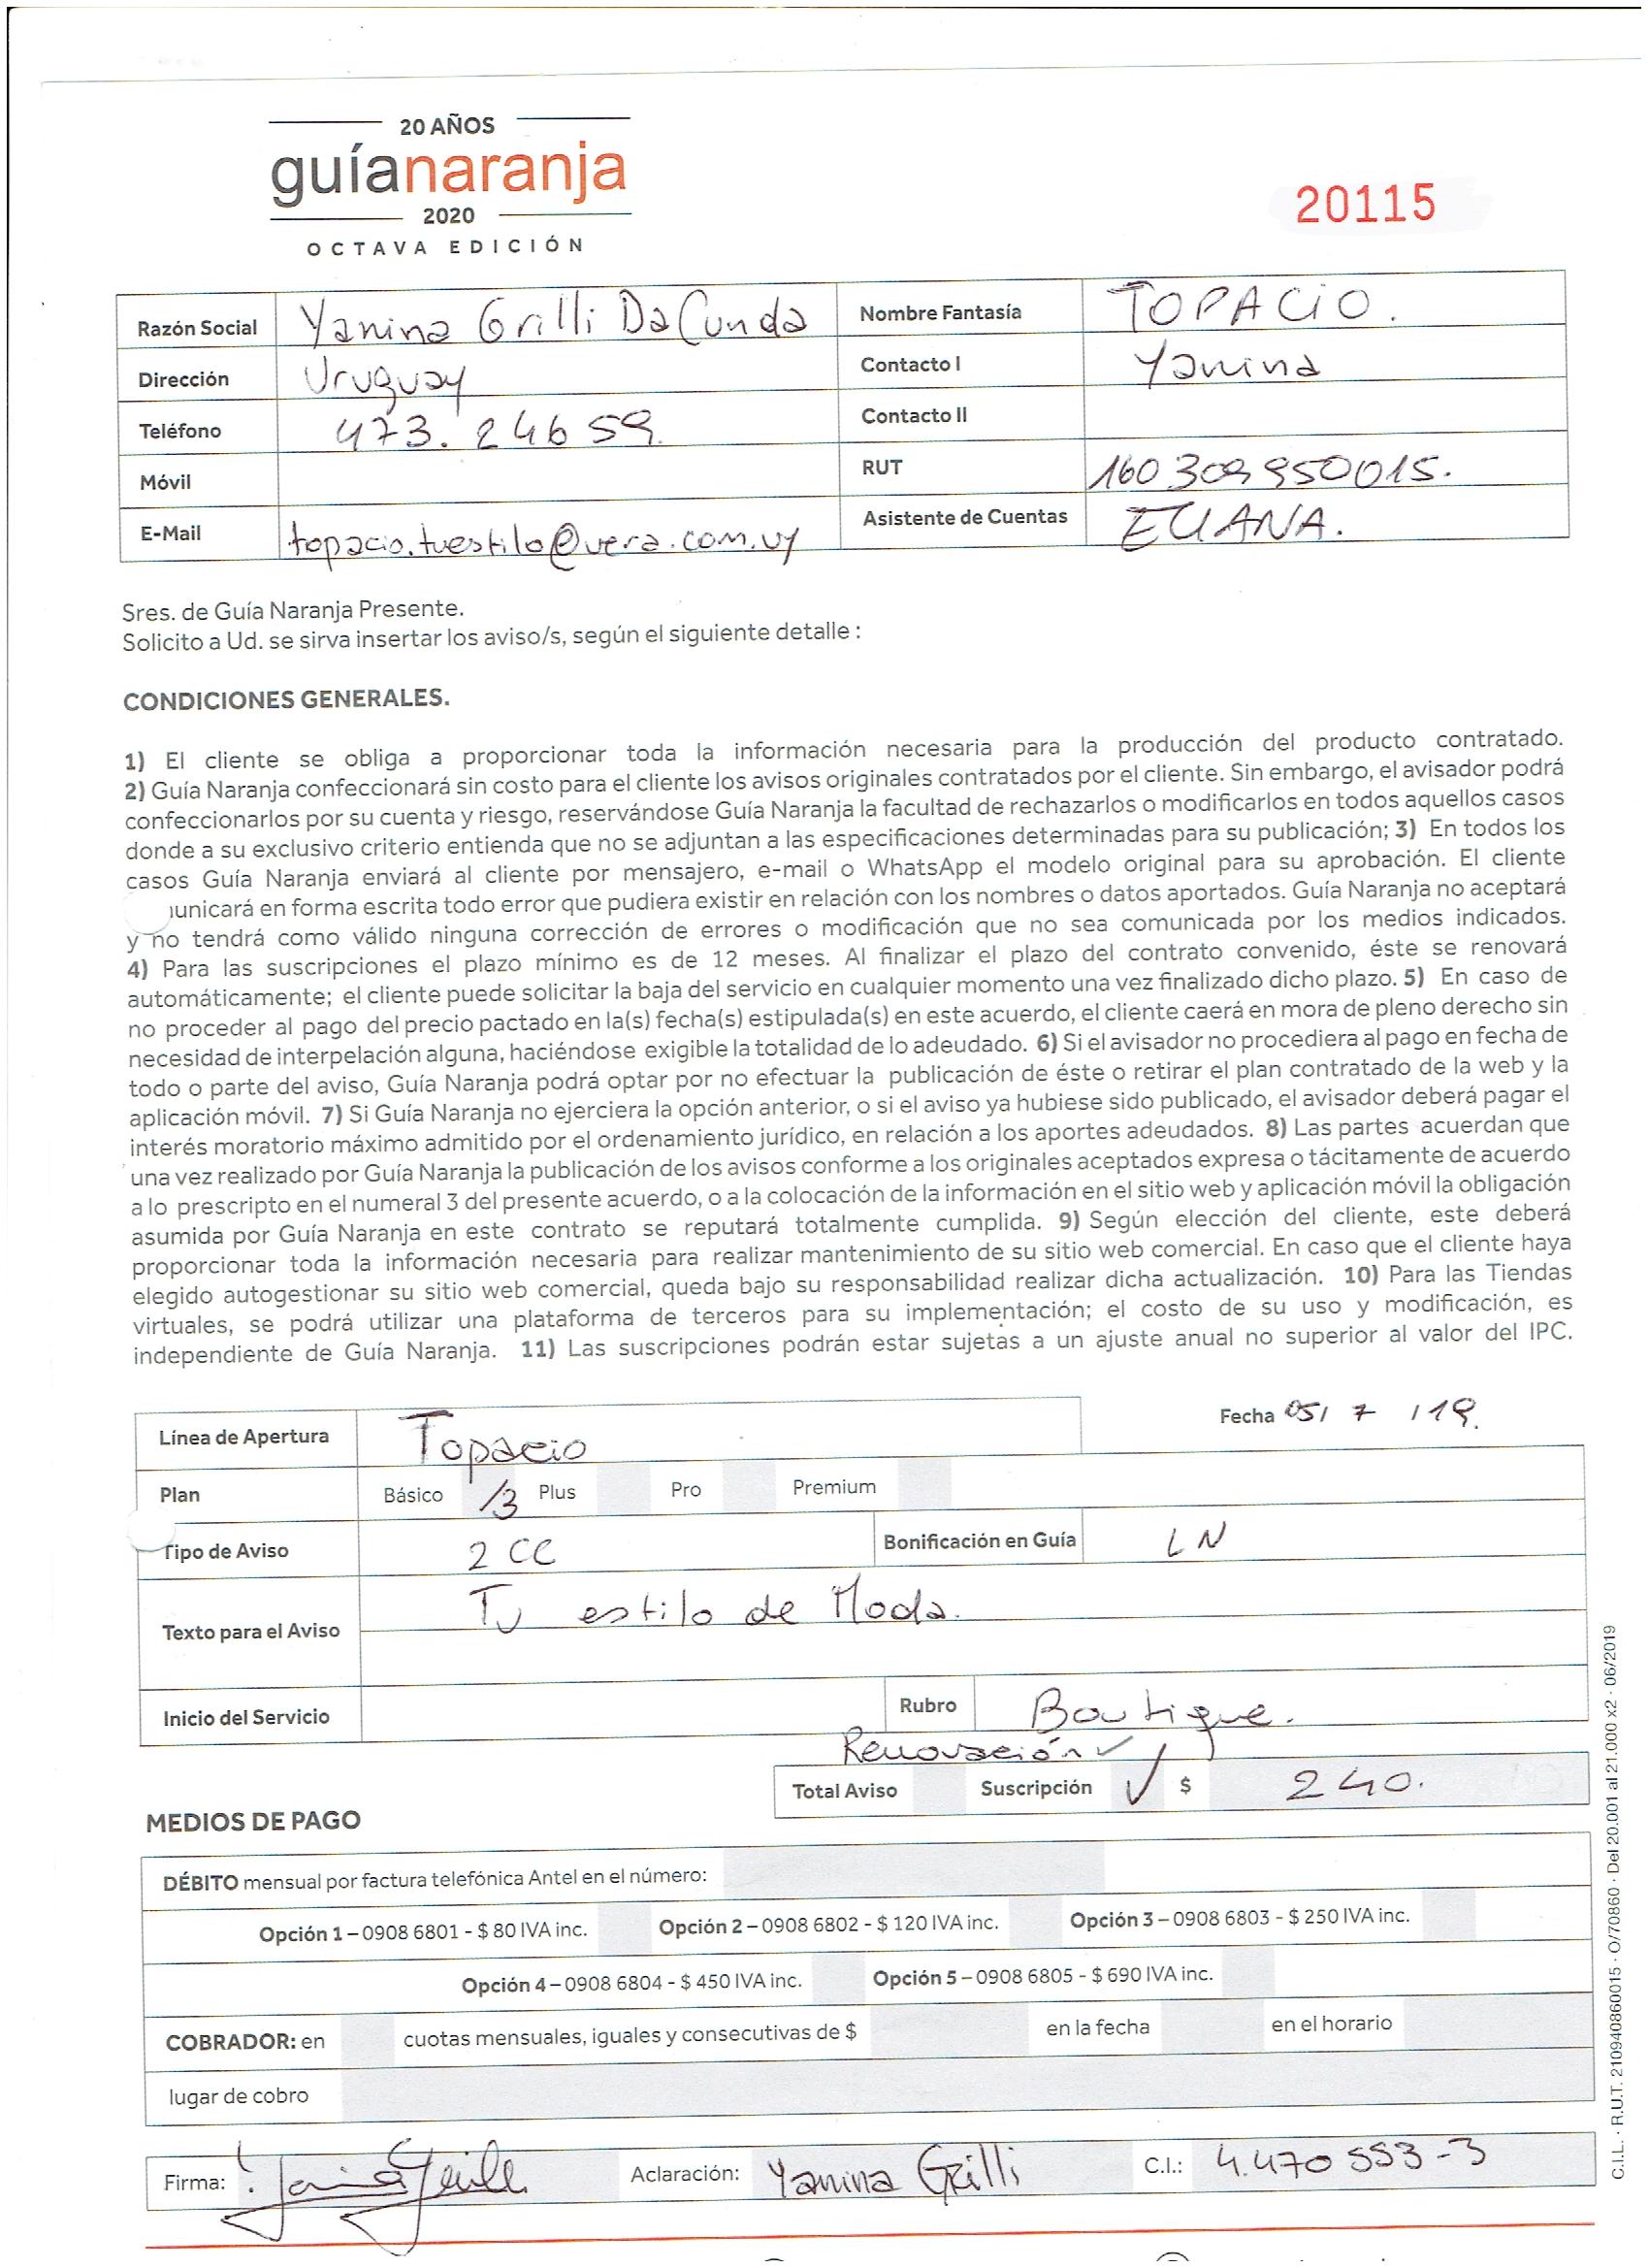 20 AÑOS
guíanaranja
2020
OCTAVA EDICIÓN
20115
Razón Social Yanina Grilli Da Cunda Nombre Fantasía TOPACIO.
Dirección Uruguay Contacto I Yanina
Teléfono 473.24659. Contacto II
Móvil RUT 160309950015.
E-Mail topacio.tuestilo@vera.com.uy Asistente de Cuentas
Sres. de Guía Naranja Presente.
Solicito a Ud. se sirva insertar los aviso/s, según el siguiente detalle :
CONDICIONES GENERALES.
1) El cliente se obliga a proporcionar toda la información necesaria para la producción del producto contratado.
2) Guía Naranja confeccionará sin costo para el cliente los avisos originales contratados por el cliente. Sin embargo, el avisador podrá
confeccionarlos por su cuenta y riesgo, reservándose Guía Naranja la facultad de rechazarlos o modificarlos en todos aquellos casos
donde a su exclusivo criterio entienda que no se adjuntan a las especificaciones determinadas para su publicación; 3) En todos los
casos Guía Naranja enviará al cliente por mensajero, e-mail o WhatsApp el modelo original para su aprobación. El cliente
unicará en forma escrita todo error que pudiera existir en relación con los nombres o datos aportados. Guía Naranja no aceptará
y no tendrá como válido ninguna corrección de errores o modificación que no sea comunicada por los medios indicados.
4) Para las suscripciones el plazo mínimo es de 12 meses. Al finalizar el plazo del contrato convenido, éste se renovará
automáticamente; el cliente puede solicitar la baja del servicio en cualquier momento una vez finalizado dicho plazo. 5) En caso de
no proceder al pago del precio pactado en la(s) fecha(s) estipulada(s) en este acuerdo, el cliente caerá en mora de pleno derecho sin
necesidad de interpelación alguna, haciéndose exigible la totalidad de lo adeudado. 6) Si el avisador no procediera al pago en fecha de
todo o parte del aviso, Guía Naranja podrá optar por no efectuar la publicación de éste o retirar el plan contratado de la web y la
aplicación móvil. 7) Si Guía Naranja no ejerciera la opción anterior, o si el aviso ya hubiese sido publicado, el avisador deberá pagar el
interés moratorio máximo admitido por el ordenamiento jurídico, en relación a los aportes adeudados. 8) Las partes acuerdan que
una vez realizado por Guía Naranja la publicación de los avisos conforme a los originales aceptados expresa o tácitamente de acuerdo
a lo prescripto en el numeral 3 del presente acuerdo, o a la colocación de la información en el sitio web y aplicación móvil la obligación
asumida por Guía Naranja en este contrato se reputará totalmente cumplida. 9) Según elección del cliente, este deberá
proporcionar toda la información necesaria para realizar mantenimiento de su sitio web comercial. En caso que el cliente haya
elegido autogestionar su sitio web comercial, queda bajo su responsabilidad realizar dicha actualización. 10) Para las Tiendas
virtuales, se podrá utilizar una plataforma de terceros para su implementación; el costo de su uso y modificación, es
independiente de Guía Naranja. 11) Las suscripciones podrán estar sujetas a un ajuste anual no superior al valor del IPC.
Línea de Apertura Topacio Fecha 05/ 7 /19.
Plan Básico /3 Plus Pro Premium
Tipo de Aviso 2 CC Bonificación en Guía LN
Texto para el Aviso Tu estilo de Moda.
Inicio del Servicio Rubro Boutique.
Renovación ✓
Total Aviso Suscripción ✓ $ 240.
MEDIOS DE PAGO
DÉBITO mensual por factura telefónica Antel en el número:
Opción 1 – 0908 6801 - $ 80 IVA inc. Opción 2 – 0908 6802 - $ 120 IVA inc. Opción 3 – 0908 6803 - $ 250 IVA inc.
Opción 4 – 0908 6804 - $ 450 IVA inc. Opción 5 – 0908 6805 - $ 690 IVA inc.
COBRADOR: en cuotas mensuales, iguales y consecutivas de $ en la fecha en el horario
lugar de cobro
Firma: Aclaración: Yanina Grilli C.I.: 4.470 553-3
C.I.L. · R.U.T. 210940860015 · O/70860 · Del 20.001 al 21.000 x2 · 06/2019